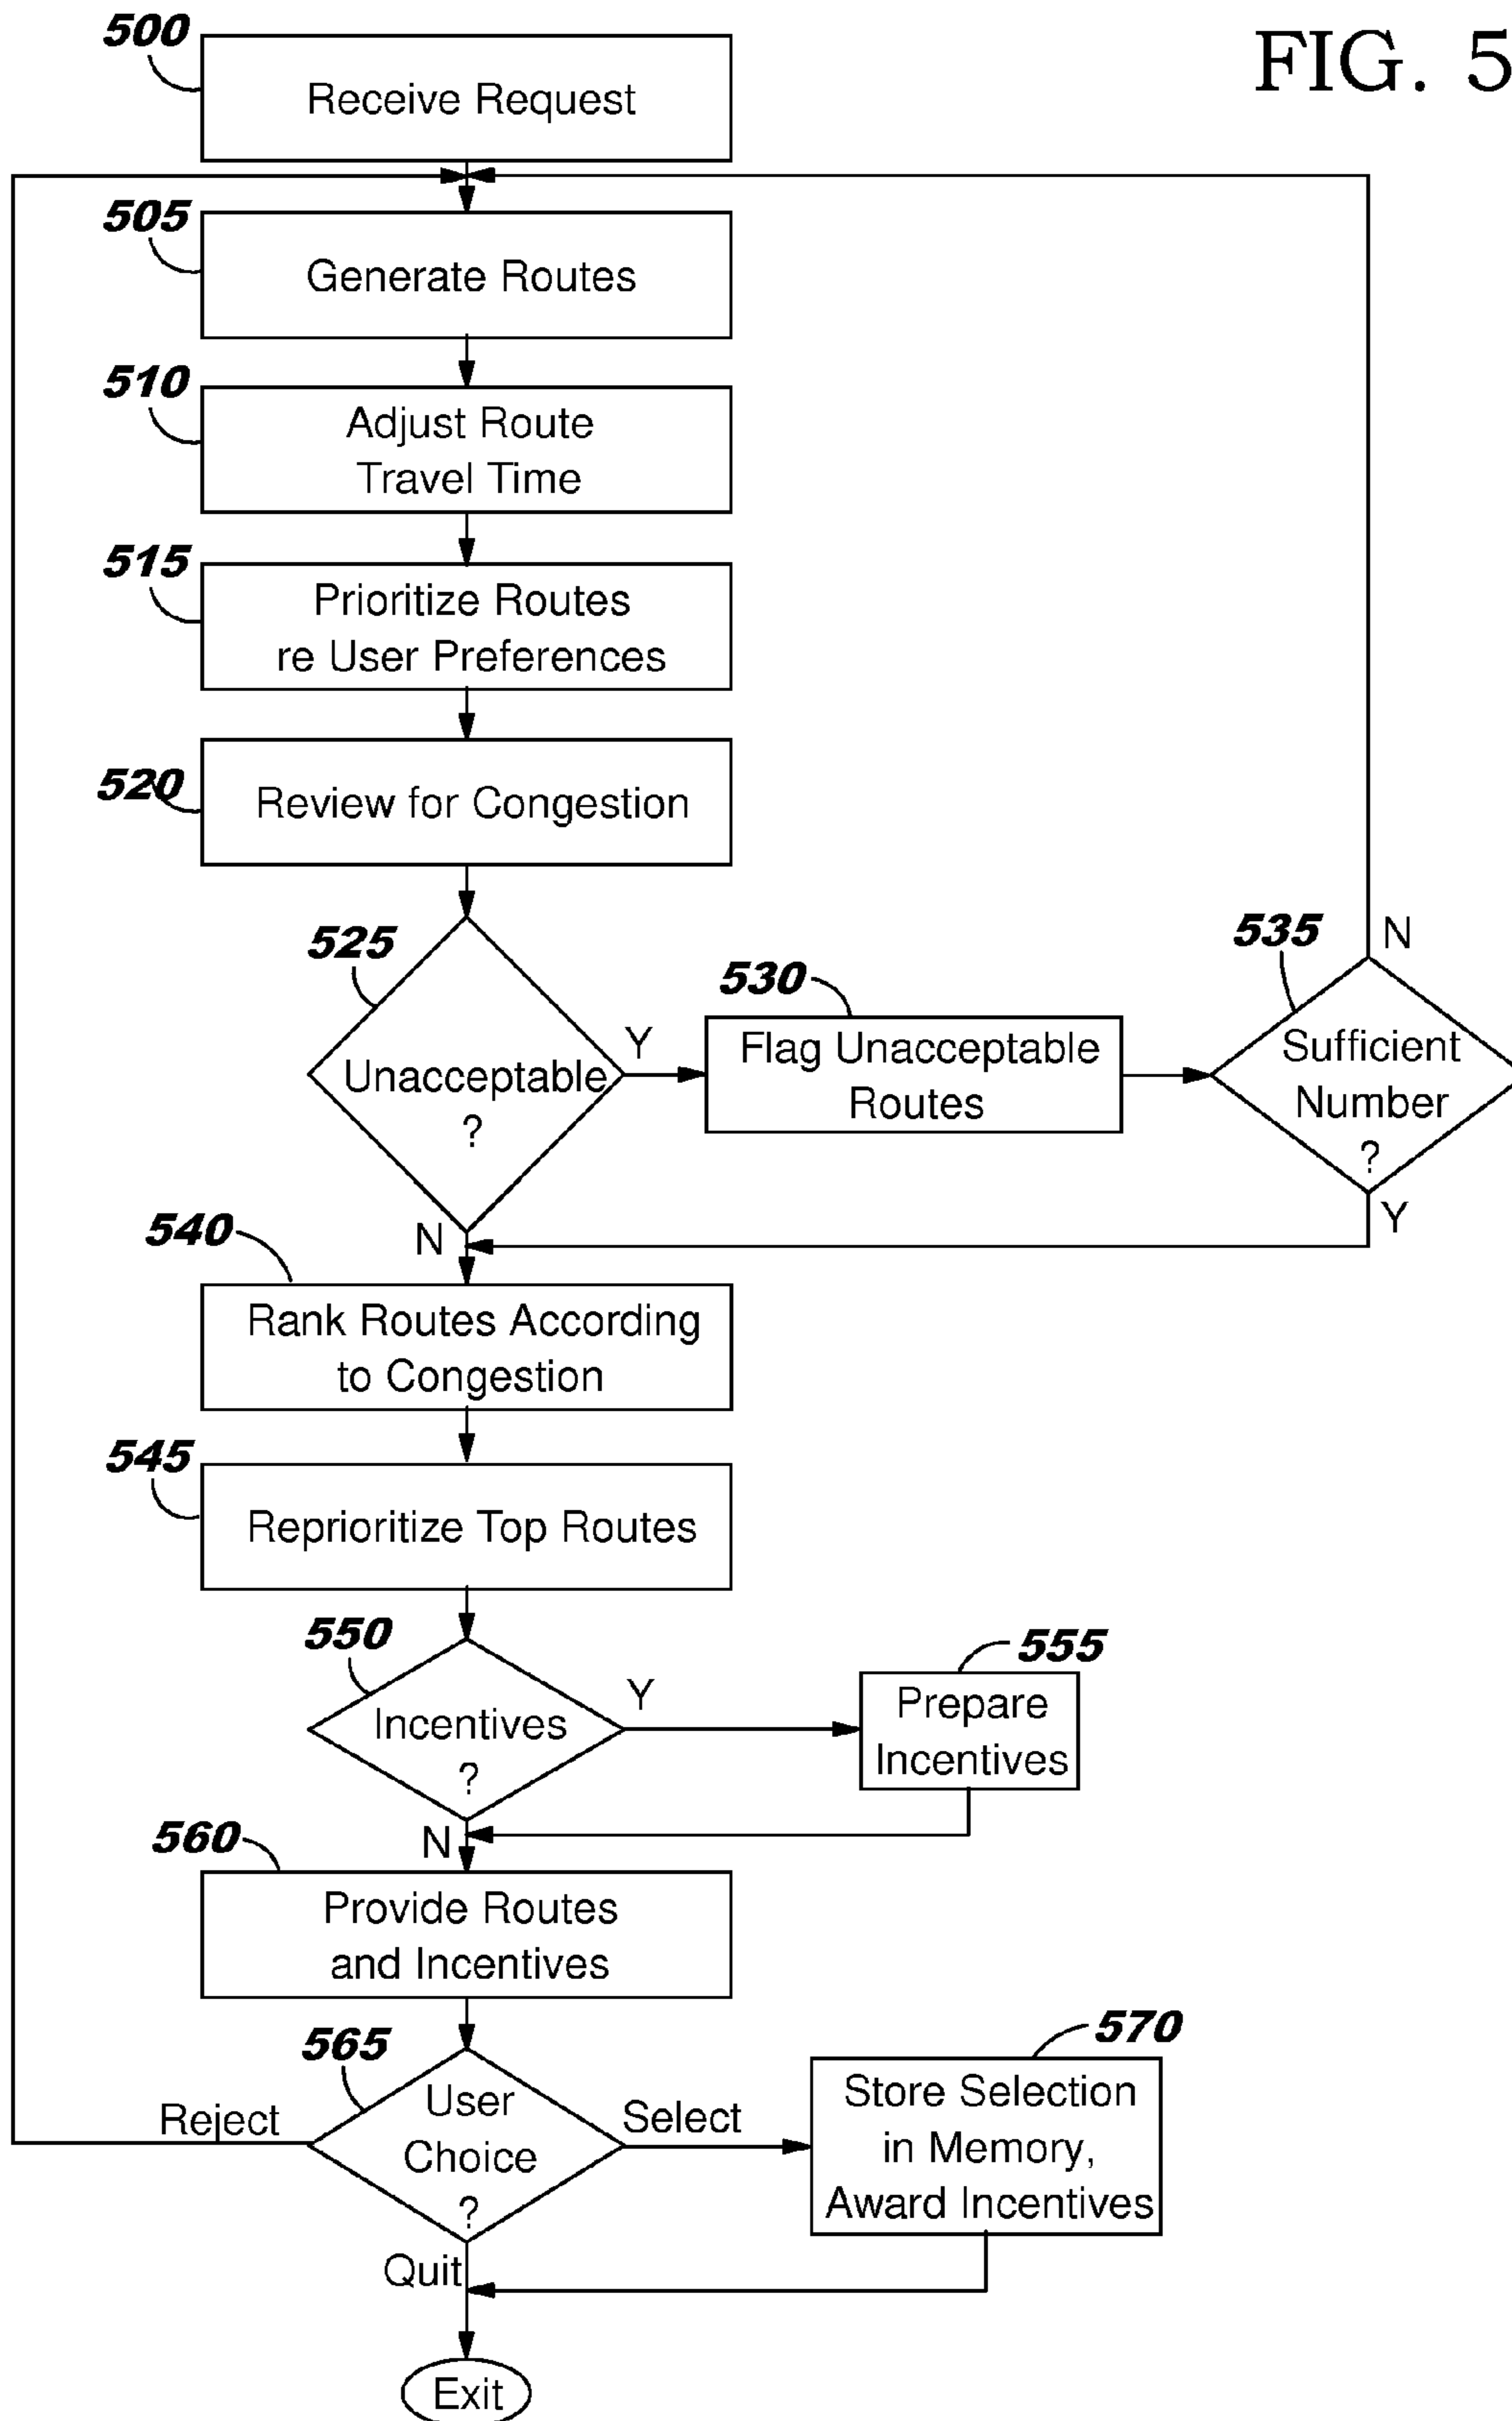 FIG. 5
500
Receive Request
505
Generate Routes
510
Adjust Route
Travel Time
515
Prioritize Routes
re User Preferences
520
Review for Congestion
525
Unacceptable
?
Y
N
530
Flag Unacceptable
Routes
535
Sufficient
Number
?
N
Y
540
Rank Routes According
to Congestion
545
Reprioritize Top Routes
550
Incentives
?
Y
N
555
Prepare
Incentives
560
Provide Routes
and Incentives
565
User
Choice
?
Reject
Select
Quit
570
Store Selection
in Memory,
Award Incentives
Exit